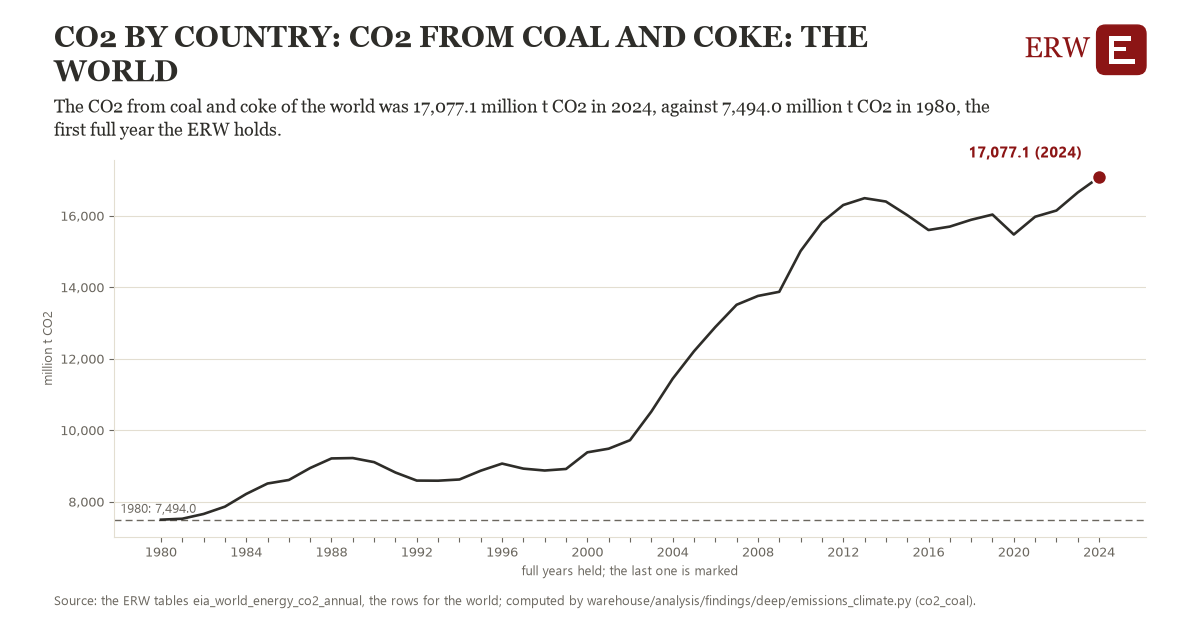 CO2 BY COUNTRY: CO2 FROM COAL AND COKE: THE
WORLD
ERW E
The CO2 from coal and coke of the world was 17,077.1 million t CO2 in 2024, against 7,494.0 million t CO2 in 1980, the
first full year the ERW holds.
17,077.1 (2024)
16,000
14,000
12,000
10,000
8,000
million t CO2
1980: 7,494.0
1980 1984 1988 1992 1996 2000 2004 2008 2012 2016 2020 2024
full years held; the last one is marked
Source: the ERW tables eia_world_energy_co2_annual, the rows for the world; computed by warehouse/analysis/findings/deep/emissions_climate.py (co2_coal).